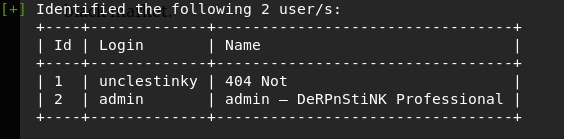 [+] Identified the following 2 user/s:
+----+------------+---------------------------------+
| Id | Login      | Name                            |
+----+------------+---------------------------------+
| 1  | unclestinky | 404 Not                         |
| 2  | admin      | admin – DeRPnStiNK Professional |
+----+------------+---------------------------------+